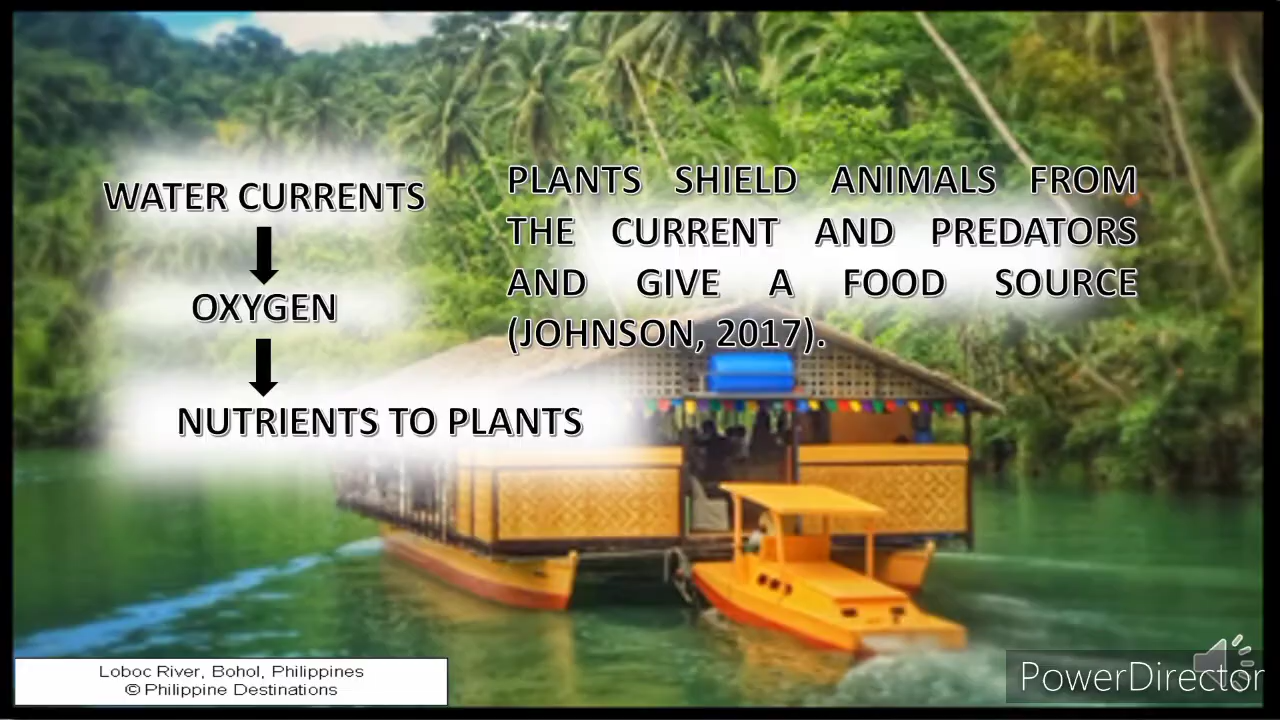 WATER CURRENTS
OXYGEN
NUTRIENTS TO PLANTS
PLANTS SHIELD ANIMALS FROM
THE CURRENT AND PREDATORS
AND GIVE A FOOD SOURCE
(JOHNSON, 2017).
Loboc River, Bohol, Philippines
© Philippine Destinations
PowerDirector